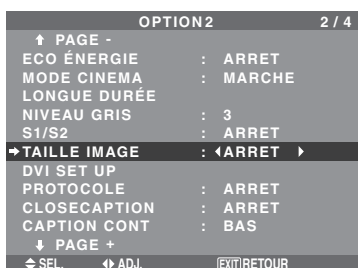 OPTION2 2/4
PAGE -
ECO ÉNERGIE : ARRET
MODE CINEMA : MARCHE
LONGUE DURÉE
NIVEAU GRIS : 3
S1/S2 : ARRET
TAILLE IMAGE : ARRET
DVI SET UP
PROTOCOLE : ARRET
CLOSECAPTION : ARRET
CAPTION CONT : BAS
PAGE +
SEL. ADJ. EXIT RETOUR